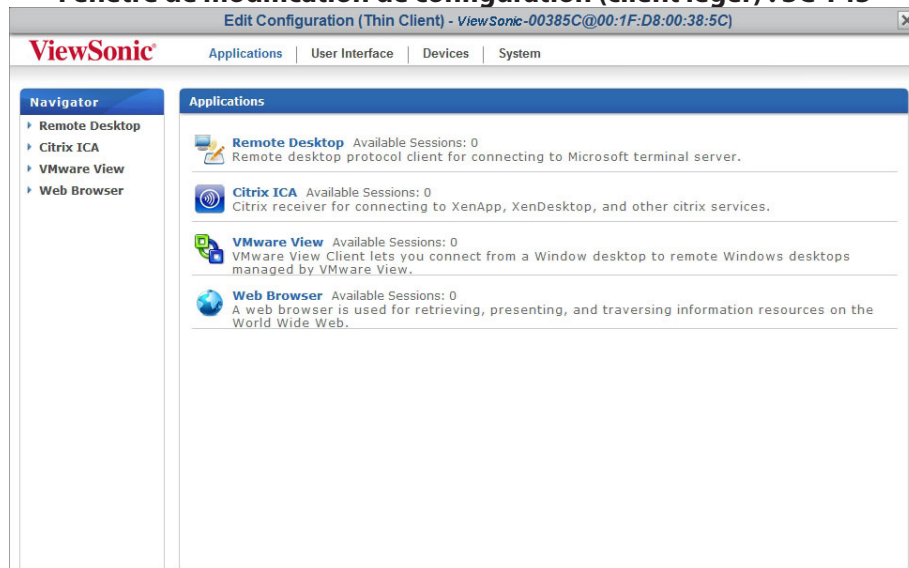 Fenêtre de modification de configuration (client léger) : SC-T45
Edit Configuration (Thin Client) - ViewSonic-00385C@00:1F:D8:00:38:5C)
ViewSonic®
Applications | User Interface | Devices | System
Navigator
Remote Desktop
Citrix ICA
VMware View
Web Browser
Applications
Remote Desktop Available Sessions: 0
Remote desktop protocol client for connecting to Microsoft terminal server.
Citrix ICA Available Sessions: 0
Citrix receiver for connecting to XenApp, XenDesktop, and other citrix services.
VMware View Available Sessions: 0
VMware View Client lets you connect from a Window desktop to remote Windows desktops
managed by VMware View.
Web Browser Available Sessions: 0
A web browser is used for retrieving, presenting, and traversing information resources on the
World Wide Web.